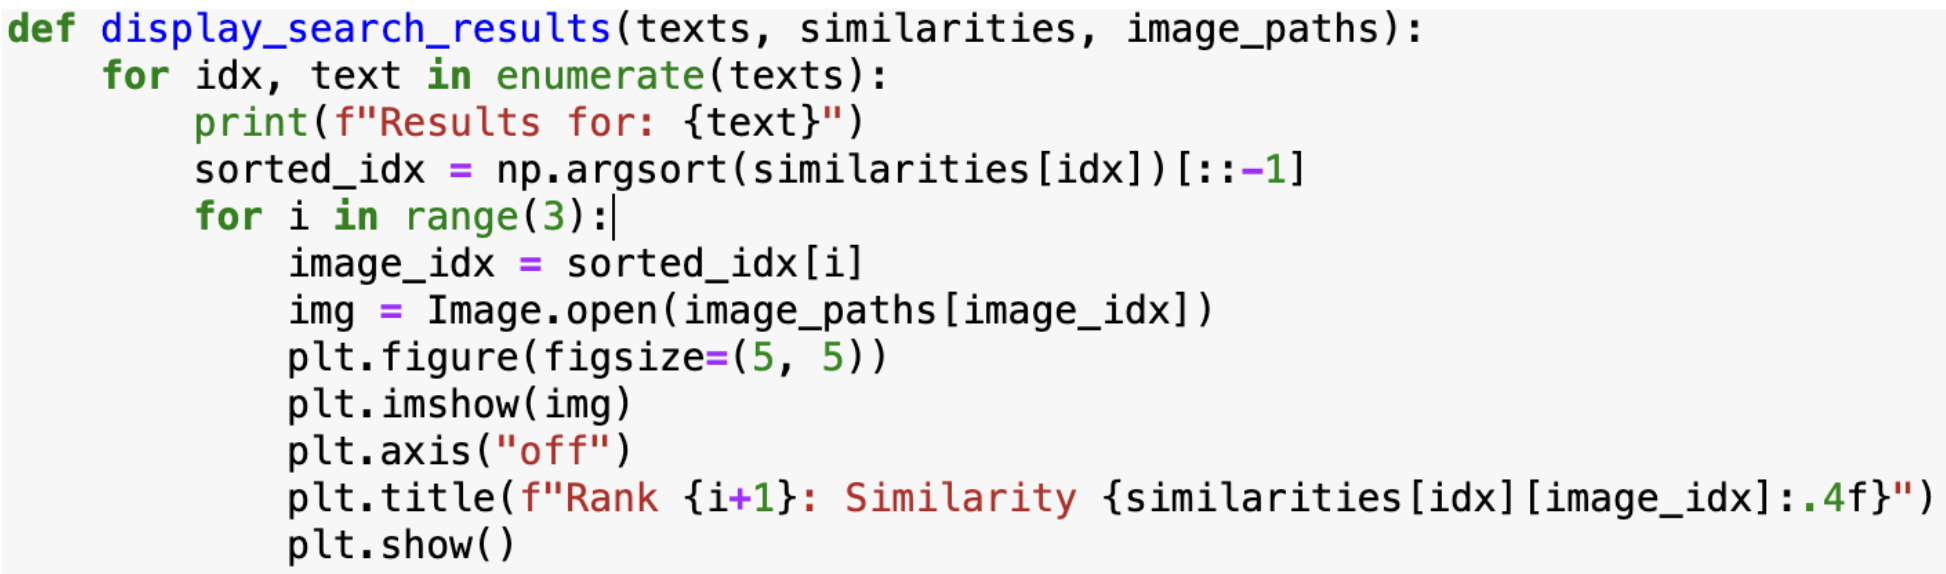 def display_search_results(texts, similarities, image_paths):
    for idx, text in enumerate(texts):
        print(f"Results for: {text}")
        sorted_idx = np.argsort(similarities[idx])[::-1]
        for i in range(3):
            image_idx = sorted_idx[i]
            img = Image.open(image_paths[image_idx])
            plt.figure(figsize=(5, 5))
            plt.imshow(img)
            plt.axis("off")
            plt.title(f"Rank {i+1}: Similarity {similarities[idx][image_idx]:.4f}")
            plt.show()